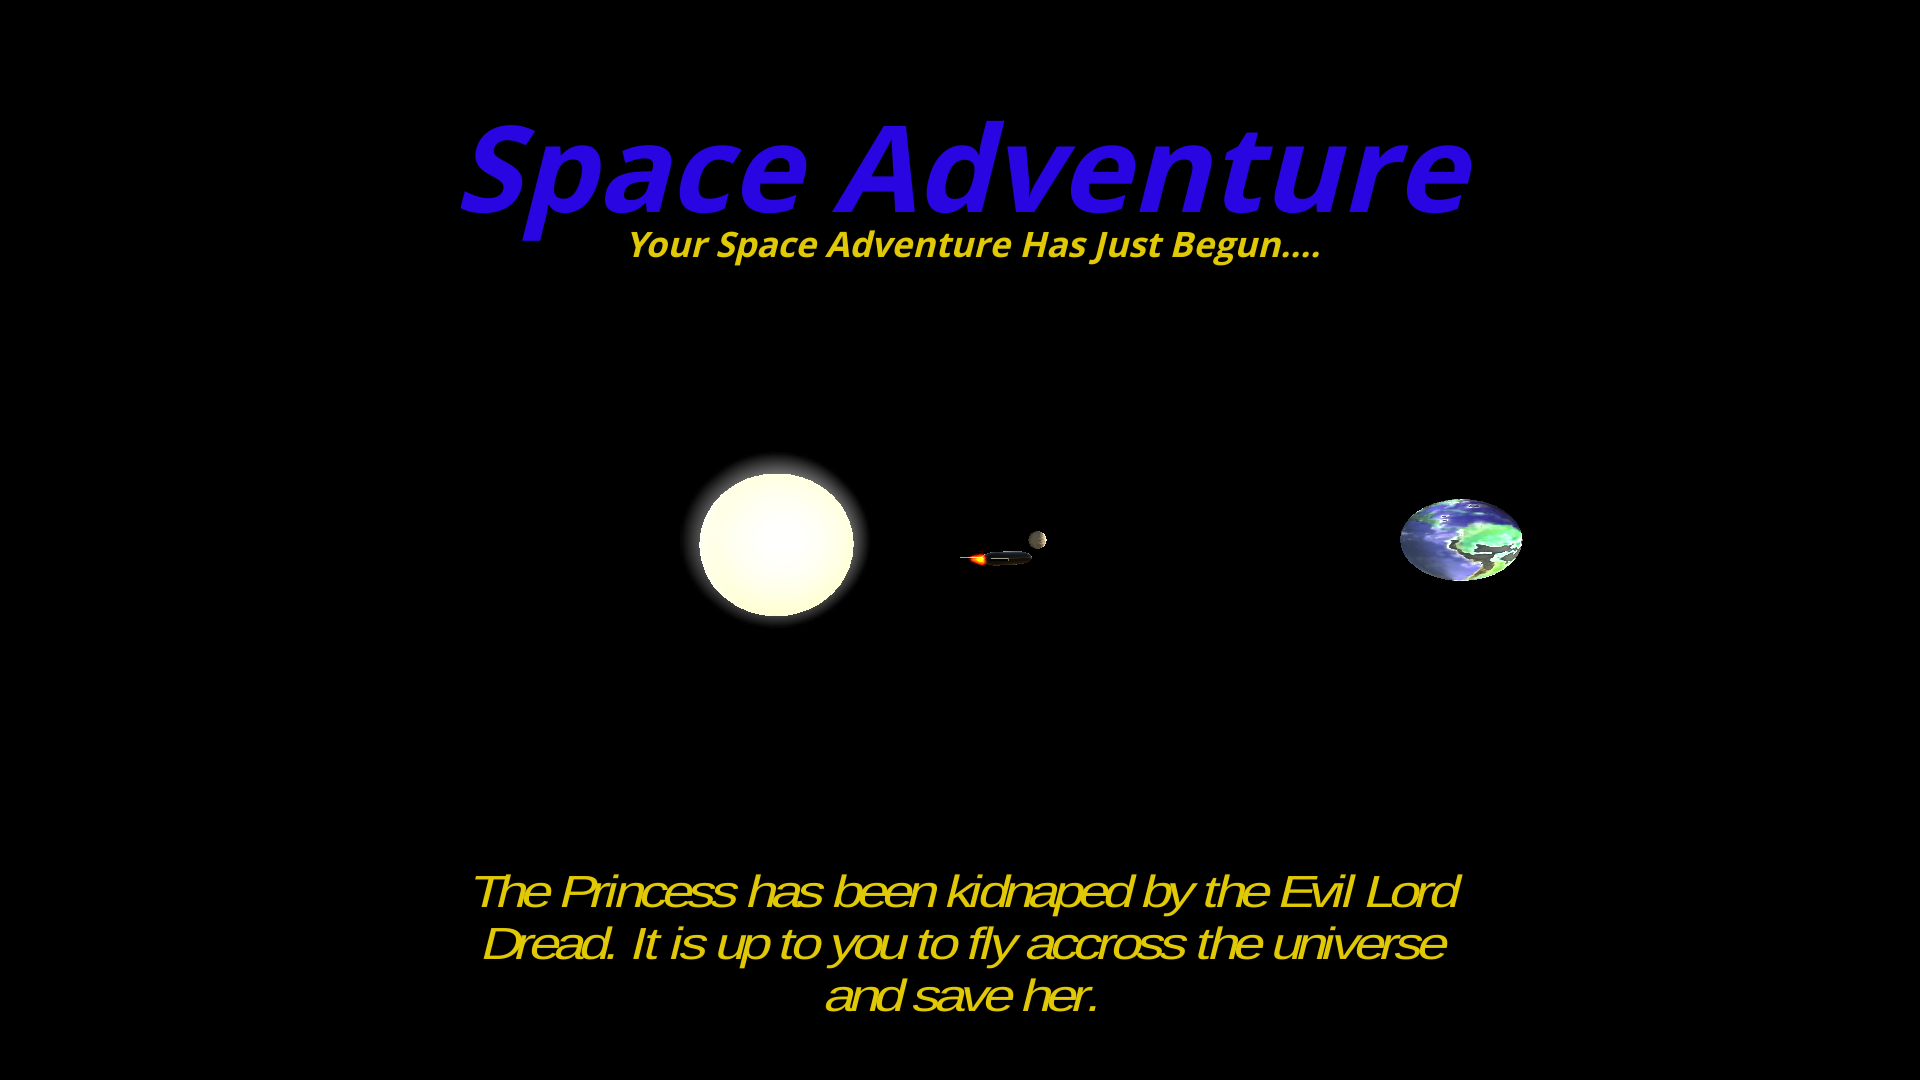 Space Adventure
Your Space Adventure Has Just Begun....
The Princess has been kidnaped by the Evil Lord
Dread. It is up to you to fly accross the universe
and save her.